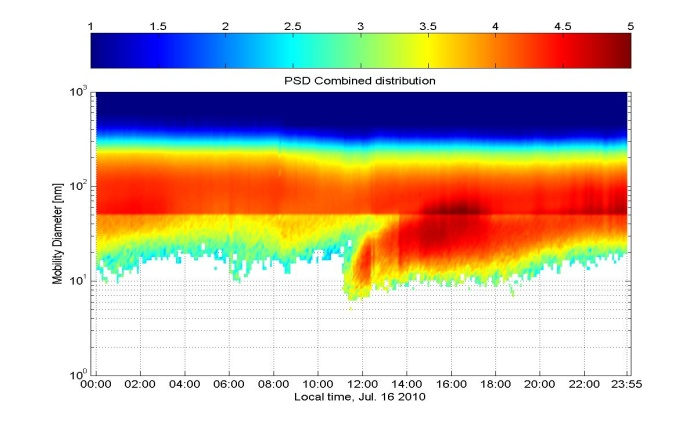 1 1.5 2 2.5 3 3.5 4 4.5 5
PSD Combined distribution
10³
10²
10¹
10⁰
Mobility Diameter [nm]
00:00 02:00 04:00 06:00 08:00 10:00 12:00 14:00 16:00 18:00 20:00 22:00 23:55
Local time, Jul. 16 2010